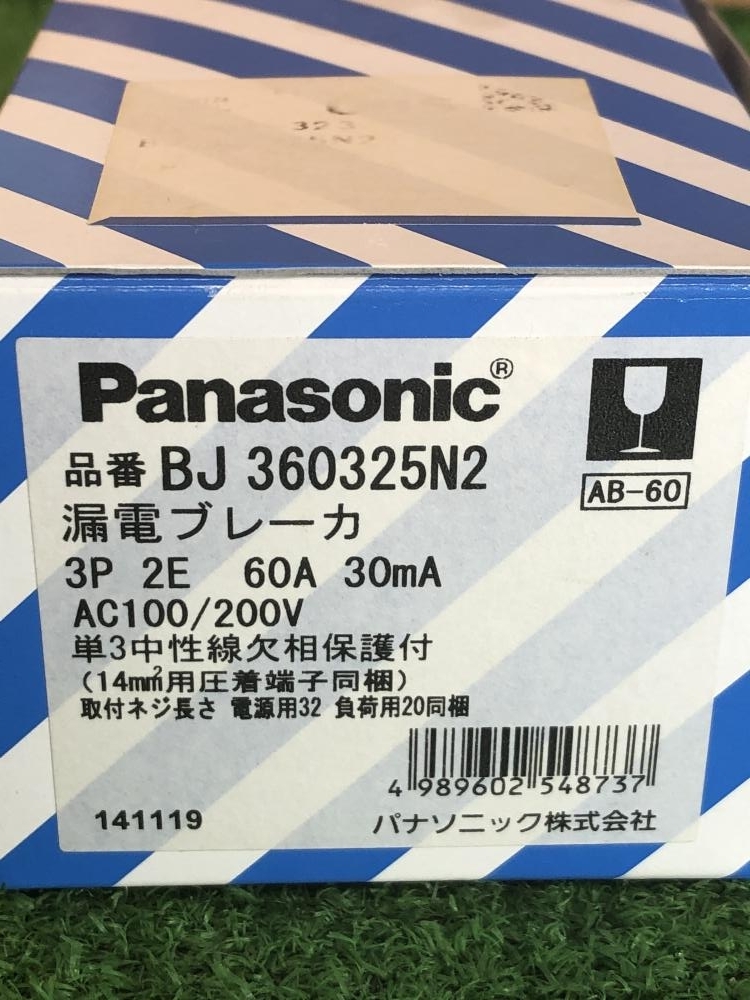 323
Panasonic®
品番 BJ 360325N2
AB-60
漏電ブレーカ
3P 2E 60A 30mA
AC100/200V
単3中性線欠相保護付
(14mm²用圧着端子同梱)
取付ネジ長さ 電源用32 負荷用20同梱
4 989602 548737
141119 パナソニック株式会社